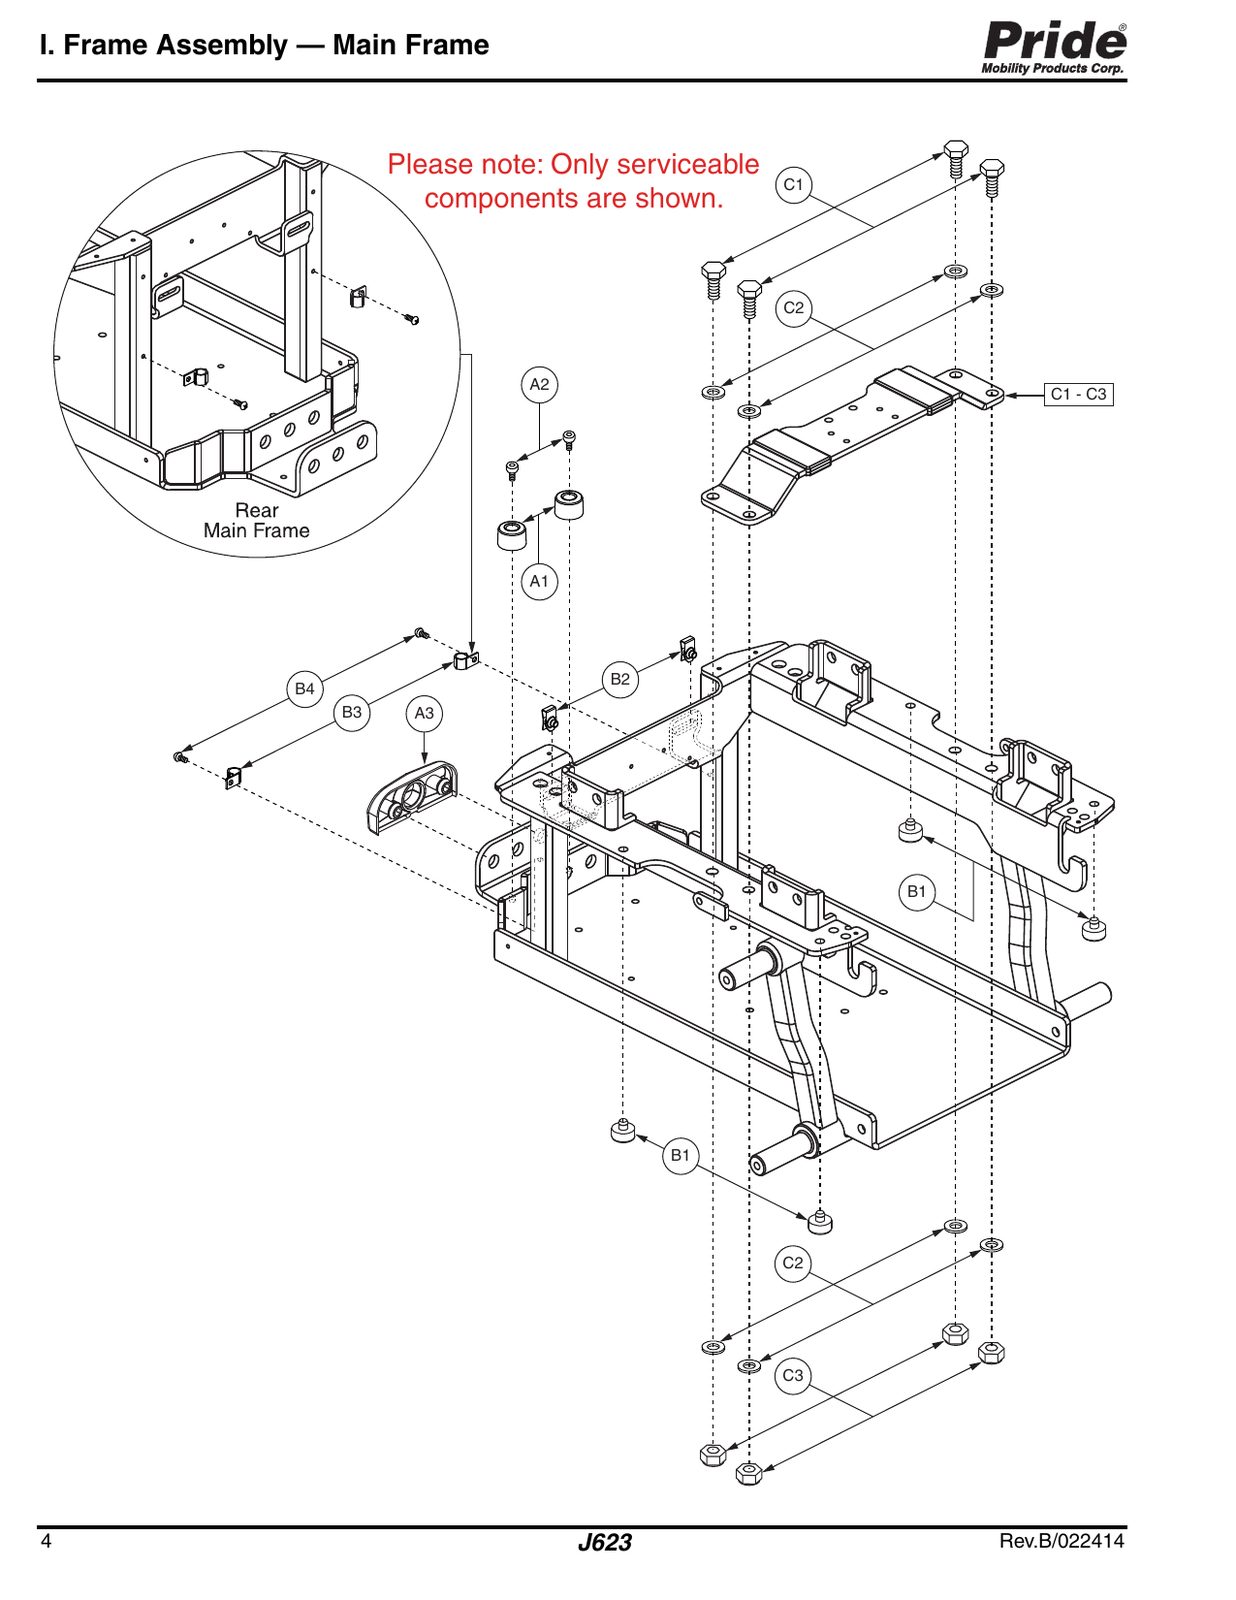 I. Frame Assembly — Main Frame
Pride®
Mobility Products Corp.
Please note: Only serviceable
components are shown.
C1
C2
C1 - C3
A2
A1
Rear
Main Frame
B2
B4
B3
A3
B1
B1
C2
C3
4
J623
Rev.B/022414